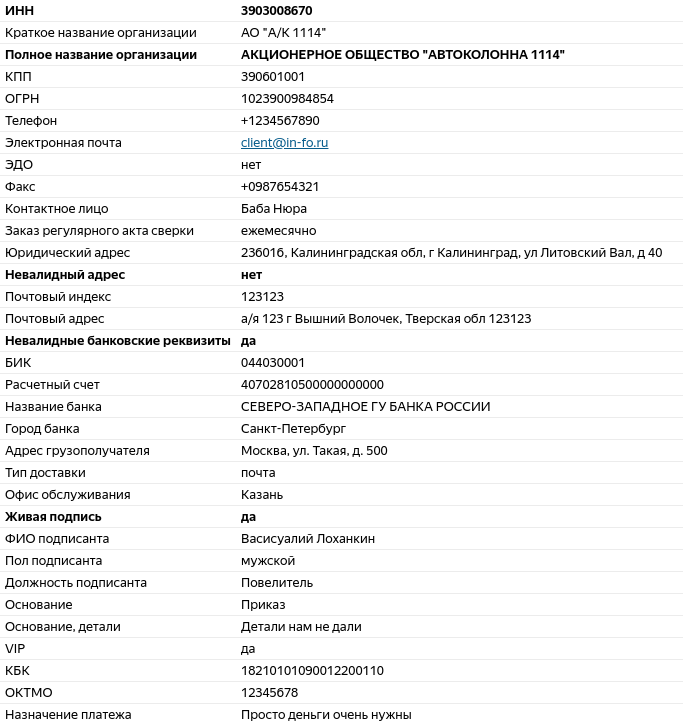 ИНН 3903008670
Краткое название организации АО "А/К 1114"
Полное название организации АКЦИОНЕРНОЕ ОБЩЕСТВО "АВТОКОЛОННА 1114"
КПП 390601001
ОГРН 1023900984854
Телефон +1234567890
Электронная почта client@in-fo.ru
ЭДО нет
Факс +0987654321
Контактное лицо Баба Нюра
Заказ регулярного акта сверки ежемесячно
Юридический адрес 236016, Калининградская обл, г Калининград, ул Литовский Вал, д 40
Невалидный адрес нет
Почтовый индекс 123123
Почтовый адрес а/я 123 г Вышний Волочек, Тверская обл 123123
Невалидные банковские реквизиты да
БИК 044030001
Расчетный счет 40702810500000000000
Название банка СЕВЕРО-ЗАПАДНОЕ ГУ БАНКА РОССИИ
Город банка Санкт-Петербург
Адрес грузополучателя Москва, ул. Такая, д. 500
Тип доставки почта
Офис обслуживания Казань
Живая подпись да
ФИО подписанта Васисуалий Лоханкин
Пол подписанта мужской
Должность подписанта Повелитель
Основание Приказ
Основание, детали Детали нам не дали
VIP да
КБК 18210101090012200110
ОКТМО 12345678
Назначение платежа Просто деньги очень нужны